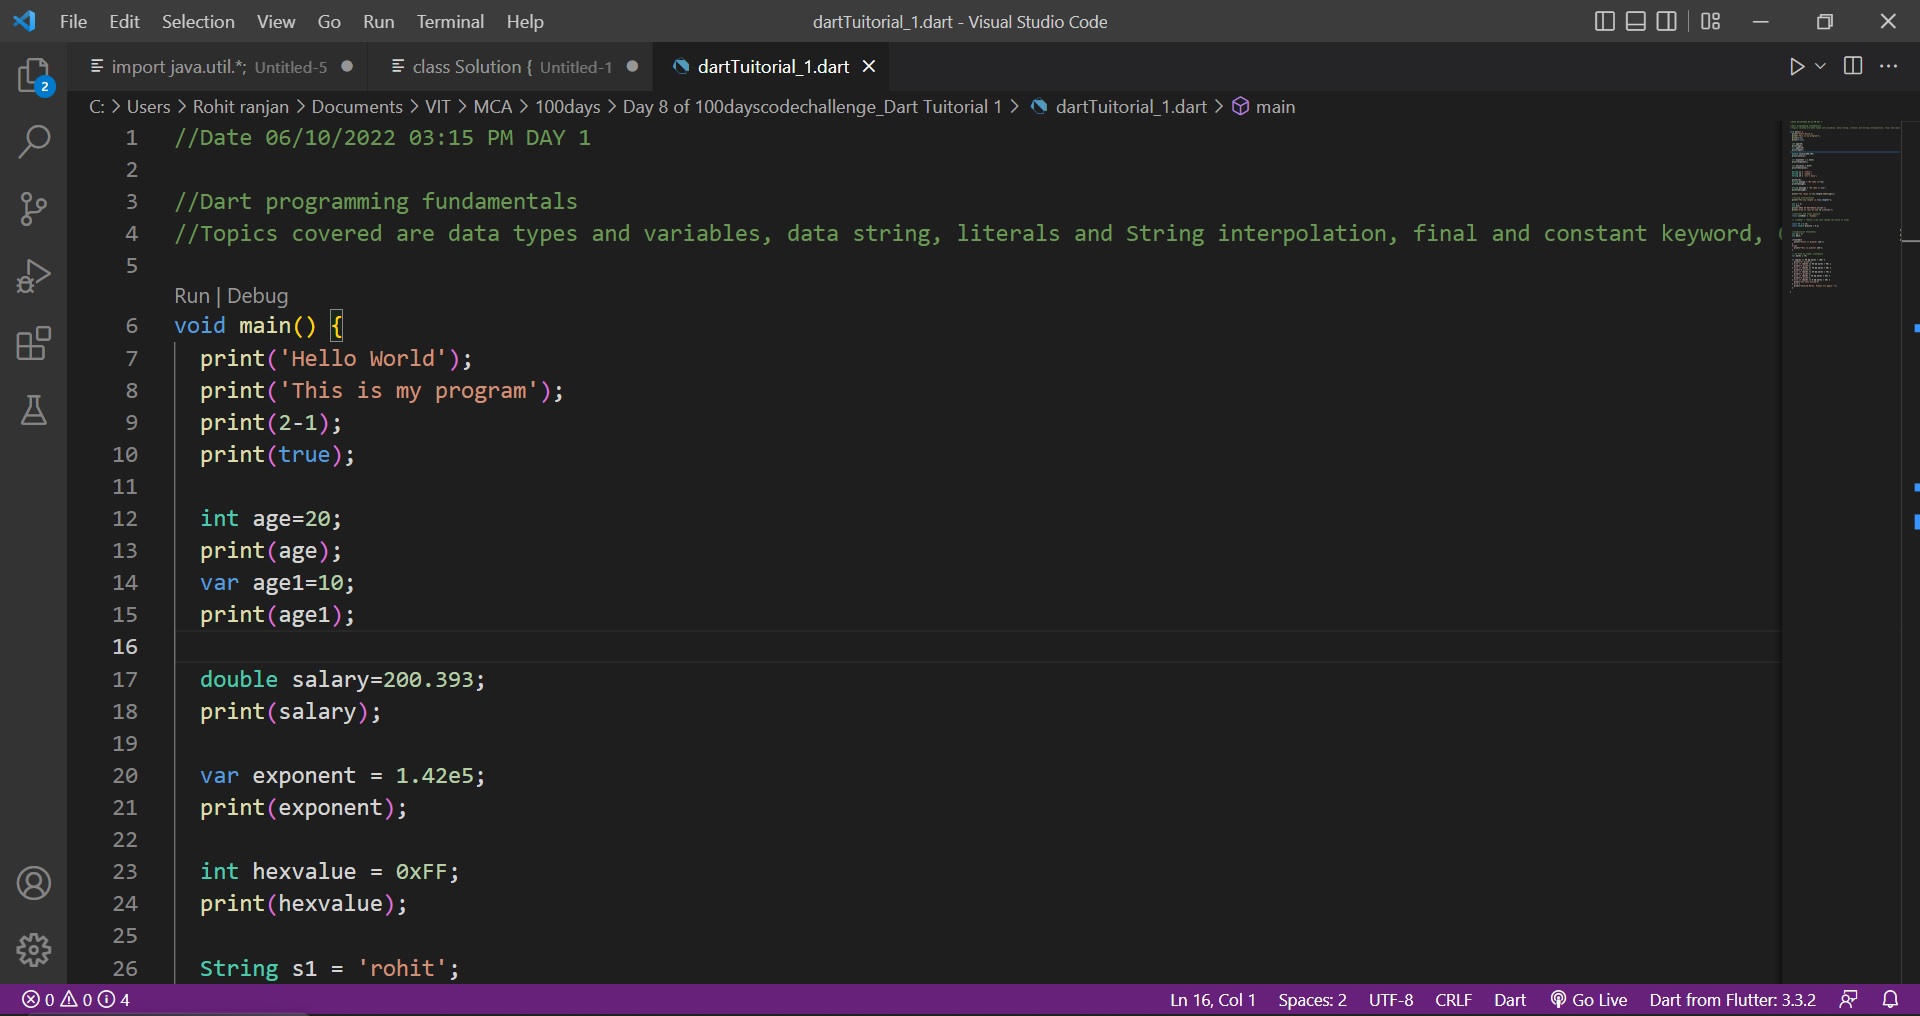 File Edit Selection View Go Run Terminal Help dartTuitorial_1.dart - Visual Studio Code
import java.util.*; Untitled-5 class Solution { Untitled-1 dartTuitorial_1.dart
C: > Users > Rohit ranjan > Documents > VIT > MCA > 100days > Day 8 of 100dayscodechallenge_Dart Tuitorial 1 > dartTuitorial_1.dart > main
2
1 //Date 06/10/2022 03:15 PM DAY 1
2
3 //Dart programming fundamentals
4 //Topics covered are data types and variables, data string, literals and String interpolation, final and constant keyword,
5
Run | Debug
6 void main() {
7 print('Hello World');
8 print('This is my program');
9 print(2-1);
10 print(true);
11
12 int age=20;
13 print(age);
14 var age1=10;
15 print(age1);
16
17 double salary=200.393;
18 print(salary);
19
20 var exponent = 1.42e5;
21 print(exponent);
22
23 int hexvalue = 0xFF;
24 print(hexvalue);
25
26 String s1 = 'rohit';
0 0 4 Ln 16, Col 1 Spaces: 2 UTF-8 CRLF Dart Go Live Dart from Flutter: 3.3.2